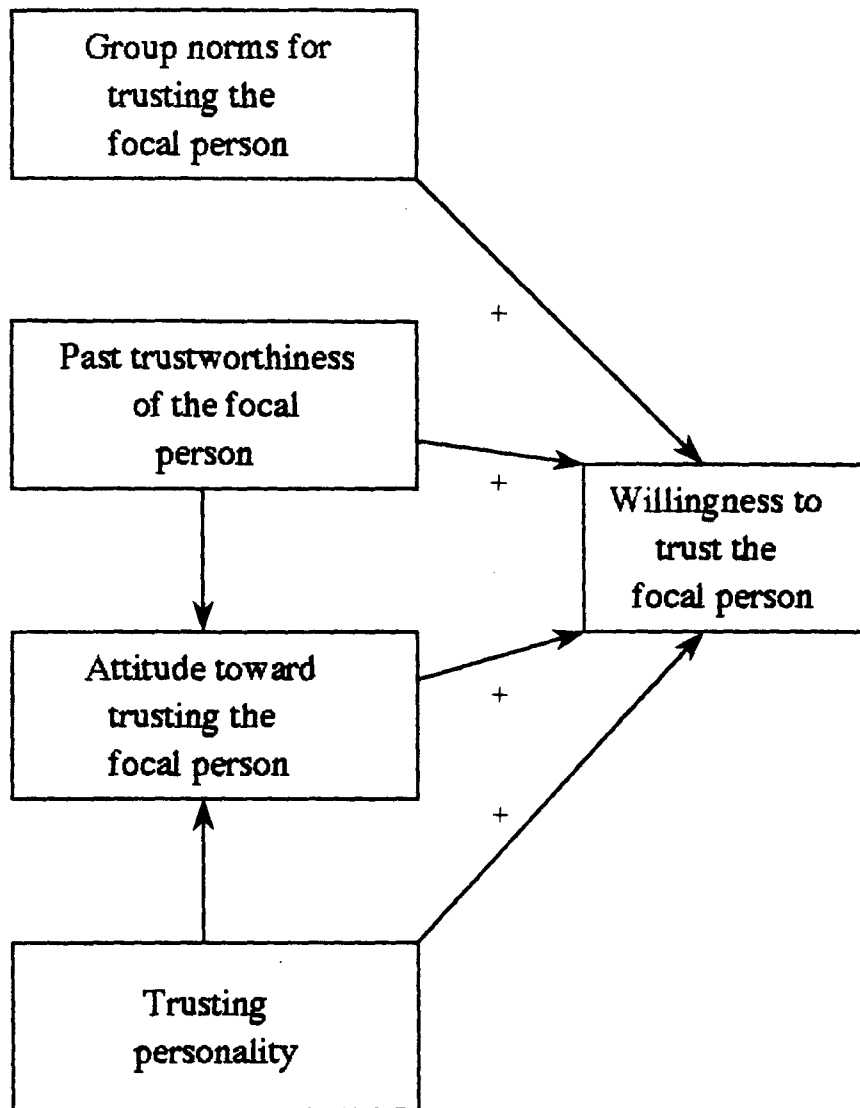 Group norms for
trusting the
focal person
+
Past trustworthiness
of the focal
person
+
Willingness to
trust the
focal person
Attitude toward
trusting the
focal person
+
+
Trusting
personality